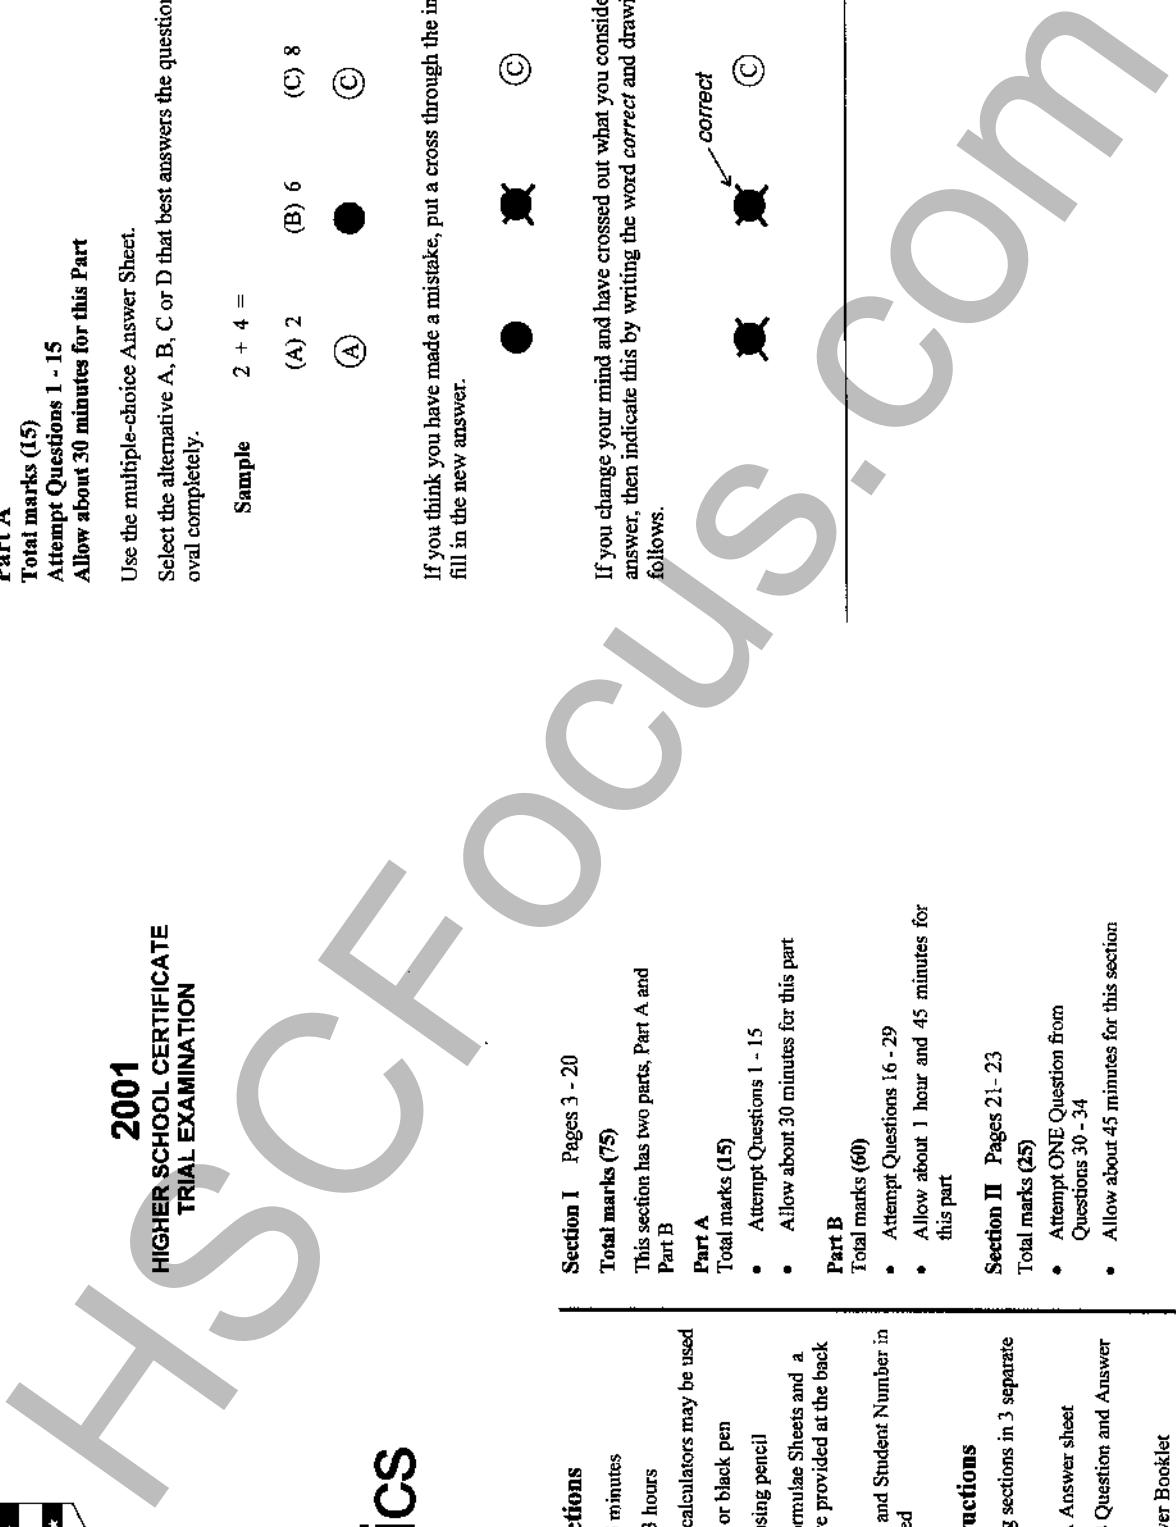 2001
HIGHER SCHOOL CERTIFICATE
TRIAL EXAMINATION
ics
ctions
minutes
3 hours
calculators may be used
or black pen
sing pencil
ormulae Sheets and a
e provided at the back
and Student Number in
ed
uctions
g sections in 3 separate
Answer sheet
Question and Answer
ver Booklet
Section I Pages 3 - 20
Total marks (75)
This section has two parts, Part A and
Part B
Part A
Total marks (15)
• Attempt Questions 1 - 15
• Allow about 30 minutes for this part
Part B
Total marks (60)
• Attempt Questions 16 - 29
• Allow about 1 hour and 45 minutes for
this part
Section II Pages 21- 23
Total marks (25)
• Attempt ONE Question from
Questions 30 - 34
• Allow about 45 minutes for this section
Part A
Total marks (15)
Attempt Questions 1 - 15
Allow about 30 minutes for this Part
Use the multiple-choice Answer Sheet.
Select the alternative A, B, C or D that best answers the question
oval completely.
Sample 2 + 4 =
(A) 2 (B) 6 (C) 8
A C
If you think you have made a mistake, put a cross through the in
fill in the new answer.
C
If you change your mind and have crossed out what you conside
answer, then indicate this by writing the word correct and drawi
follows.
correct
C
HSCFocus.com